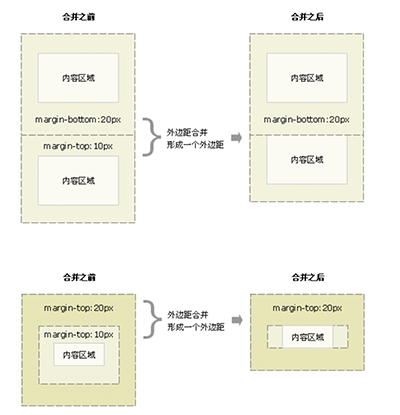 合并之前
合并之后
内容区域
内容区域
margin-bottom:20px
margin-bottom:20px
外边距合并
形成一个外边距
margin-top:10px
内容区域
内容区域
合并之前
合并之后
margin-top:20px
margin-top:20px
外边距合并
形成一个外边距
margin-top:10px
内容区域
内容区域